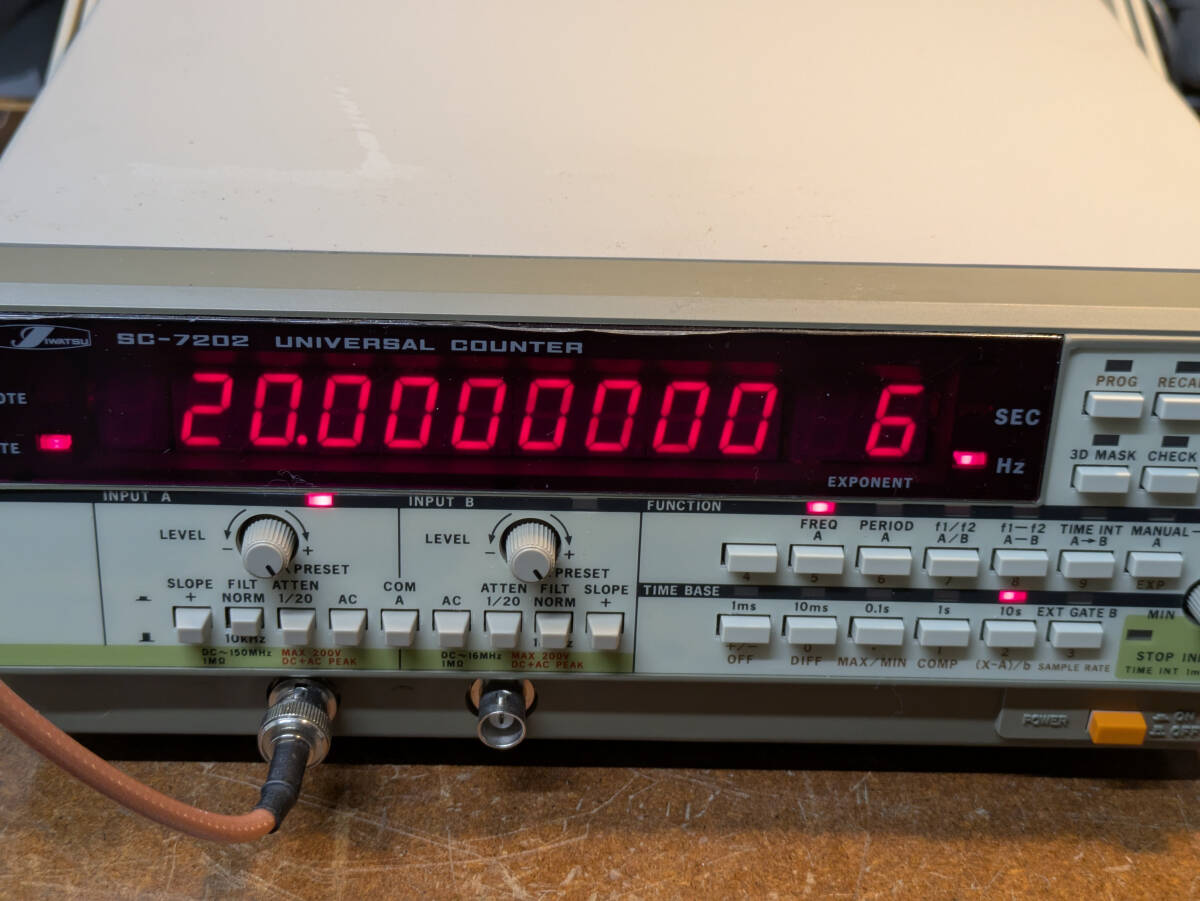 IWATSU SC-7202 UNIVERSAL COUNTER
20.0000000 6
SEC
Hz
EXPONENT
PROG
3D MASK CHECK
INPUT A INPUT B FUNCTION
LEVEL - + PRESET
LEVEL - + PRESET
SLOPE + FILT NORM ATTEN 1/20 AC COM A AC ATTEN 1/20 FILT NORM SLOPE +
10kHz
DC~150MHz 1MΩ MAX 200V DC+AC PEAK
DC~16MHz 1MΩ MAX 200V DC+AC PEAK
FREQ A PERIOD A f1/f2 A/B f1-f2 A-B TIME INT A→B MANUAL A
4 5 6 7 8 9 EXP
TIME BASE
1ms 10ms 0.1s 1s 10s EXT GATE B MIN
+/- 0 · 1 2 3
OFF DIFF MAX/MIN COMP (X-A)/b SAMPLE RATE
STOP
TIME INT
POWER ON OFF